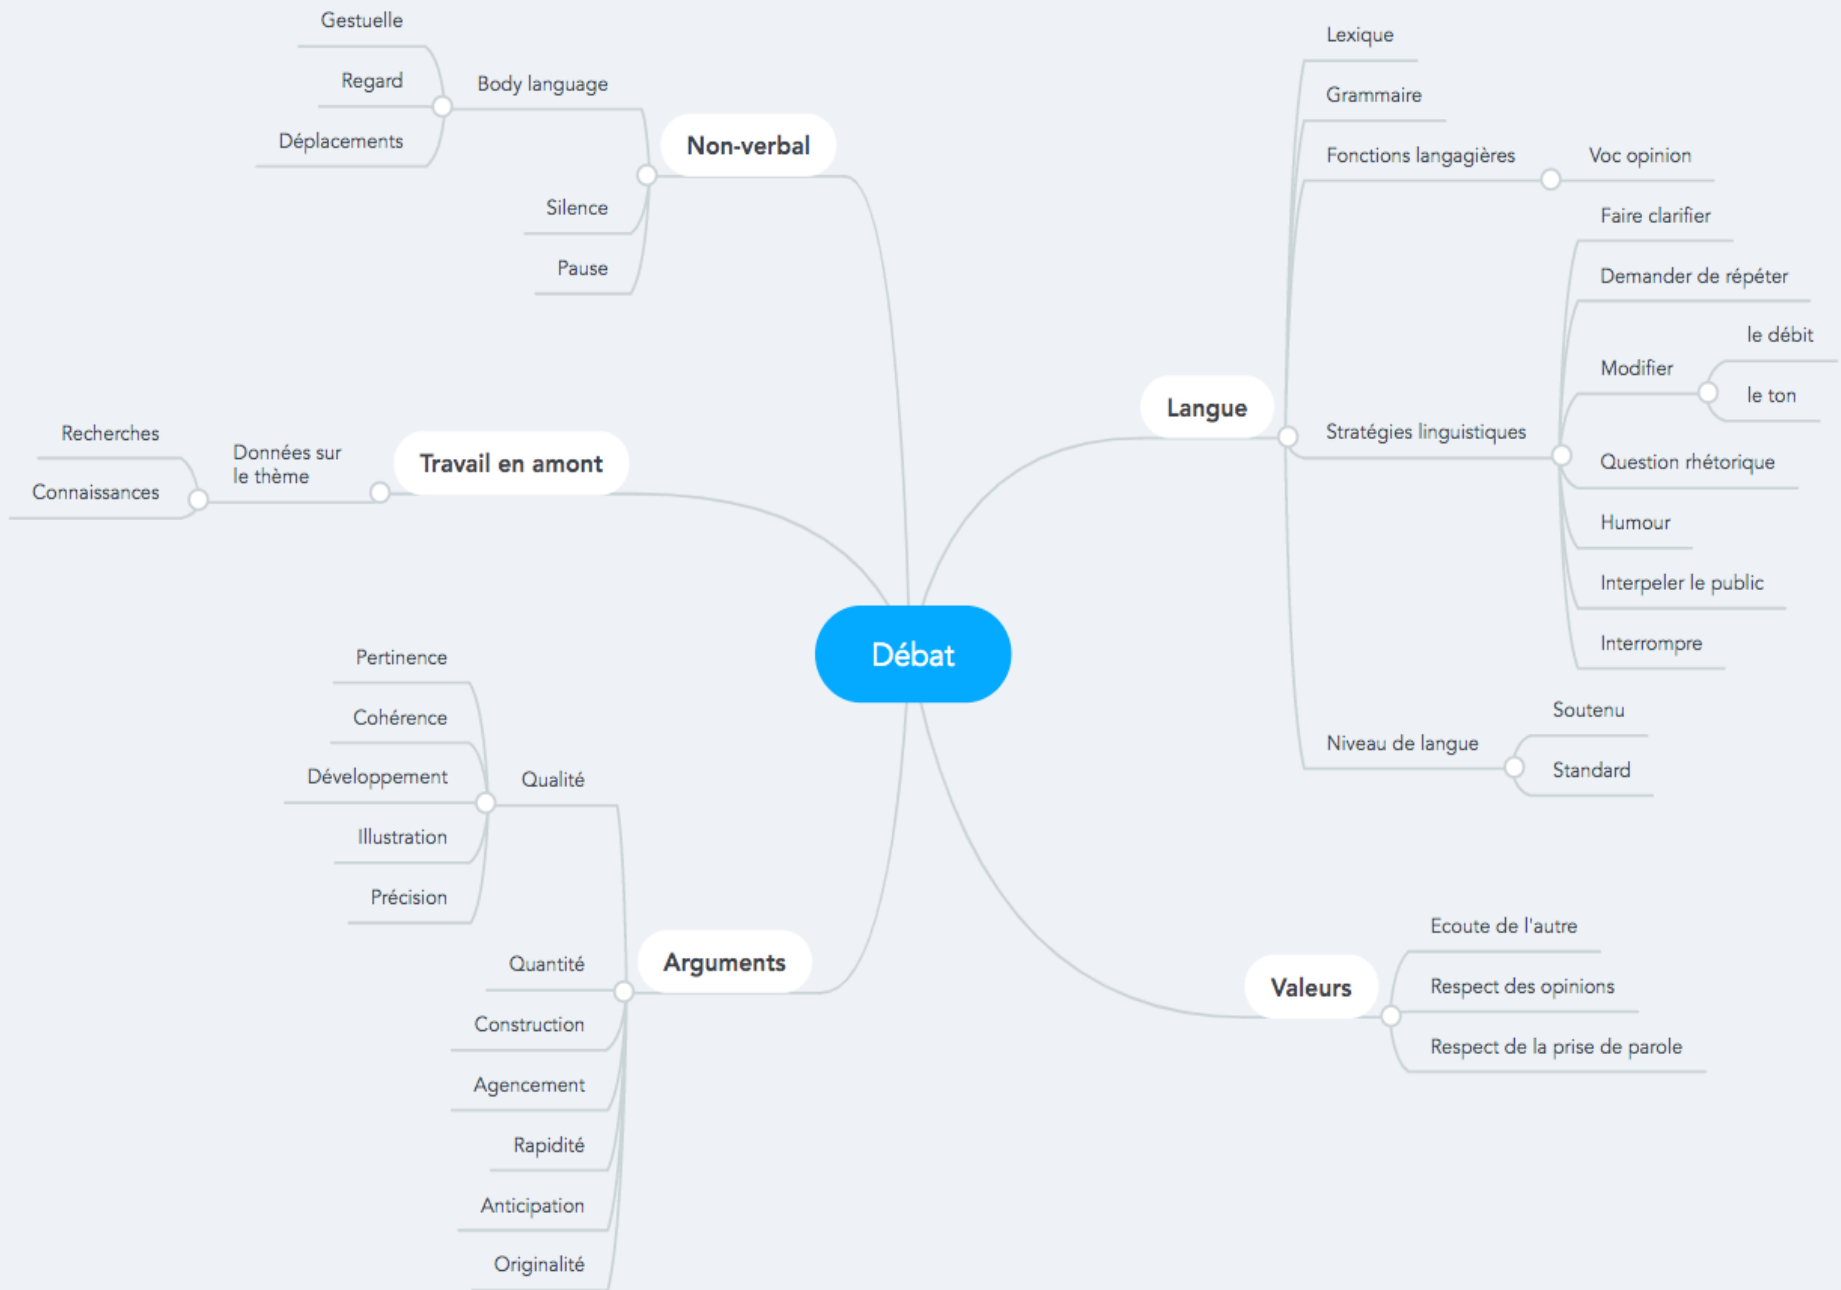 Débat
Non-verbal
Body language
Gestuelle
Regard
Déplacements
Silence
Pause
Travail en amont
Données sur
le thème
Recherches
Connaissances
Arguments
Qualité
Pertinence
Cohérence
Développement
Illustration
Précision
Quantité
Construction
Agencement
Rapidité
Anticipation
Originalité
Langue
Lexique
Grammaire
Fonctions langagières
Voc opinion
Stratégies linguistiques
Faire clarifier
Demander de répéter
Modifier
le débit
le ton
Question rhétorique
Humour
Interpeler le public
Interrompre
Niveau de langue
Soutenu
Standard
Valeurs
Ecoute de l'autre
Respect des opinions
Respect de la prise de parole